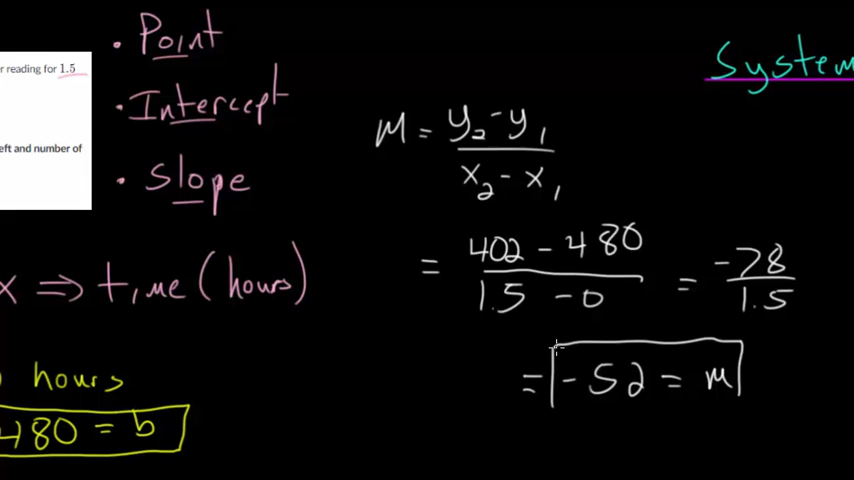 r reading for 1.5
eft and number of
• Point
• Intercept
• Slope
x ⇒ time (hours)
hours
480 = b
System
m = y₂ - y₁ / x₂ - x₁
= 402 - 480 / 1.5 - 0 = -78 / 1.5
= -52 = m